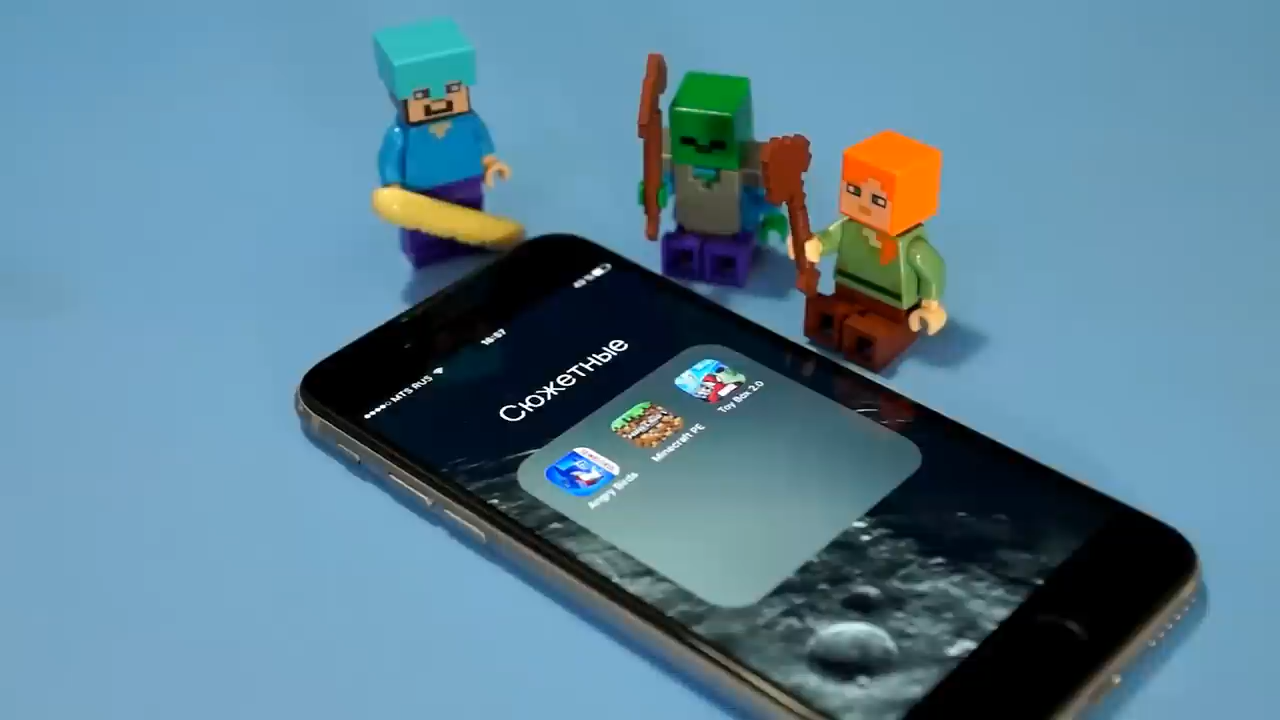 MTS RUS
16:57
Сюжетные
Angry Birds
Minecraft PE
Toy Box 2.0